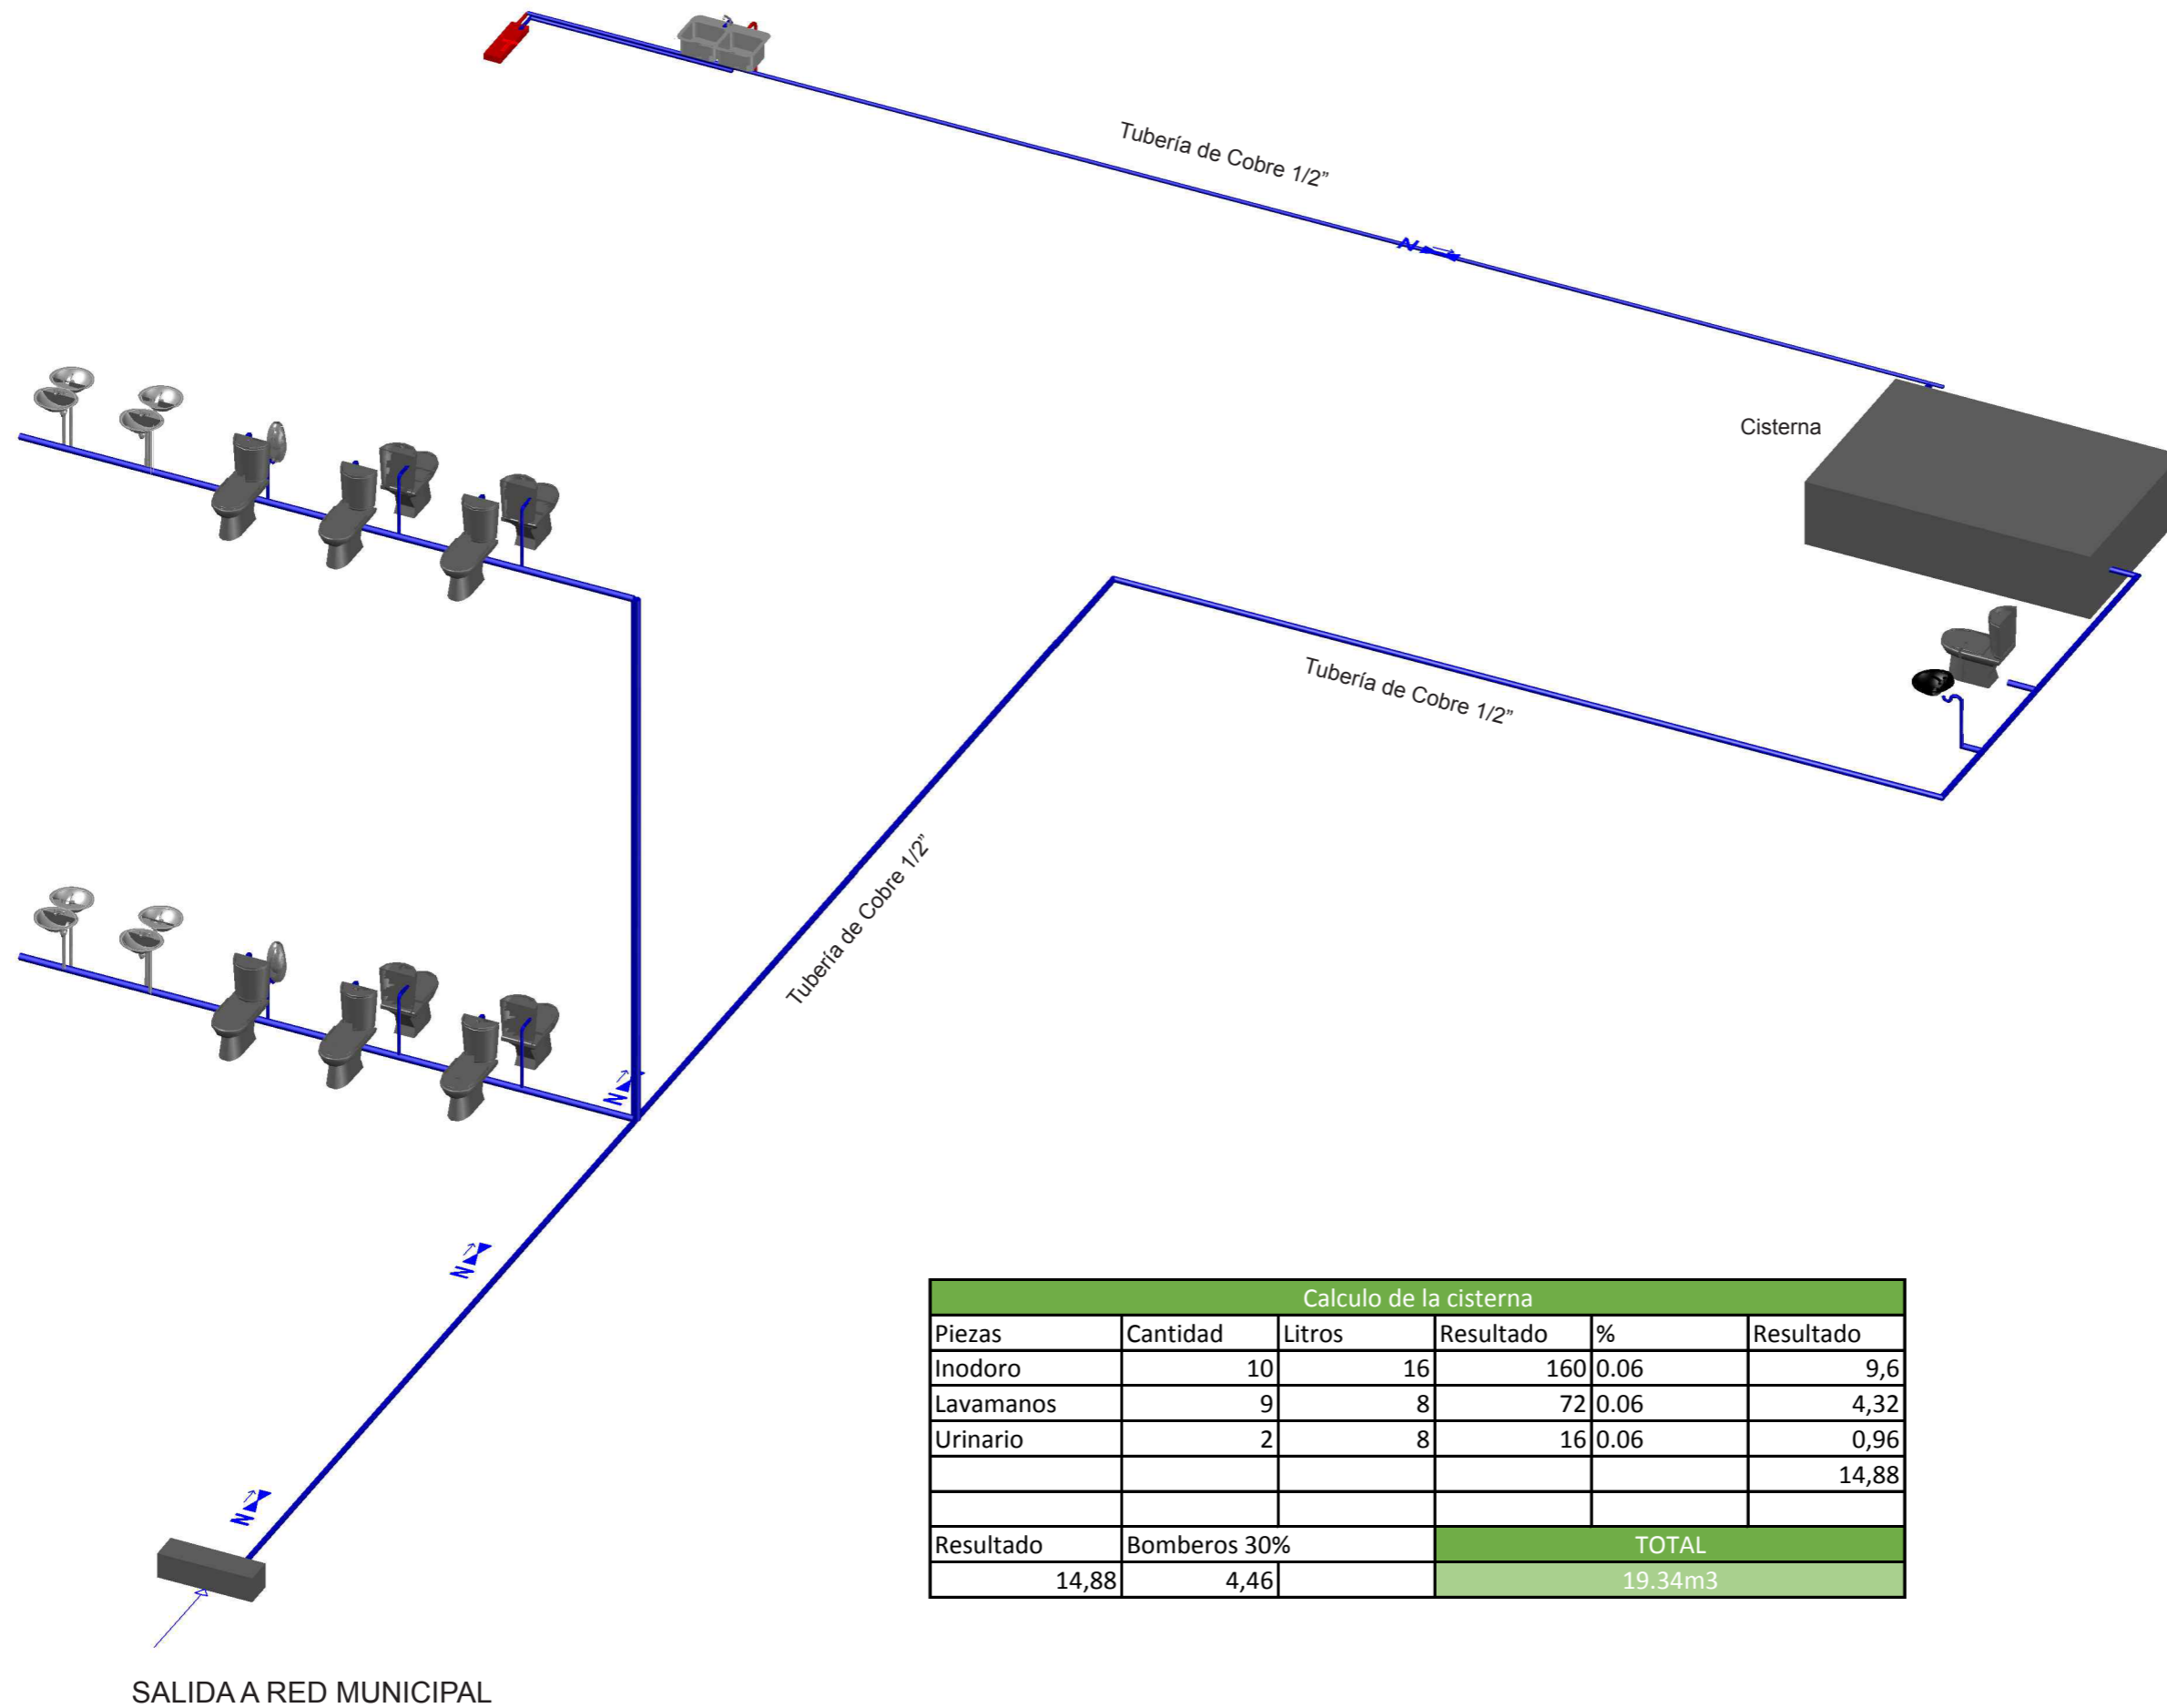 Tubería de Cobre 1/2”
Cisterna
Tubería de Cobre 1/2”
Tubería de Cobre 1/2”
N
N
N
N
Calculo de la cisterna
Piezas Cantidad Litros Resultado % Resultado
Inodoro 10 16 160 0.06 9,6
Lavamanos 9 8 72 0.06 4,32
Urinario 2 8 16 0.06 0,96
14,88
Resultado Bomberos 30% TOTAL
14,88 4,46 19.34m3
SALIDA A RED MUNICIPAL